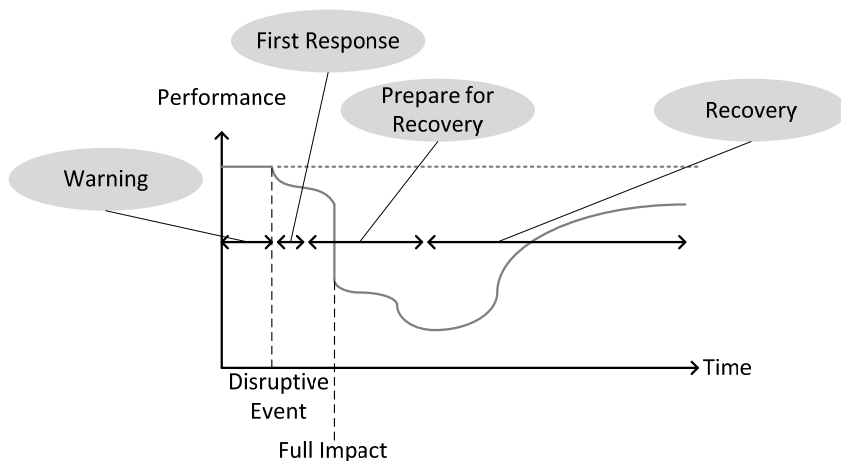 First Response
Performance
Prepare for
Recovery
Recovery
Warning
Time
Disruptive
Event
Full Impact